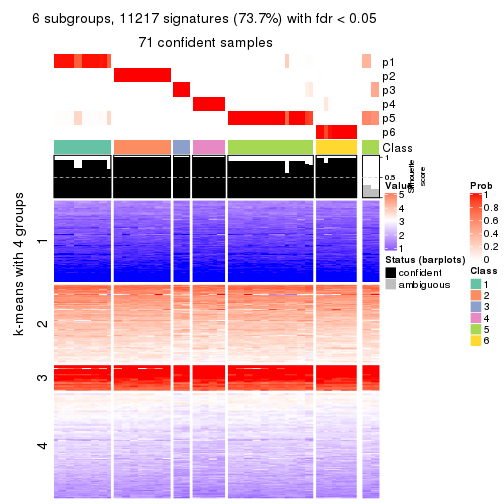 6 subgroups, 11217 signatures (73.7%) with fdr < 0.05
71 confident samples
p1
p2
p3
p4
p5
p6
Class
1
0.5
Silhouette
score
k-means with 4 groups
1
2
3
4
Value
5
4
3
2
1
Status (barplots)
confident
ambiguous
Prob
1
0.8
0.6
0.4
0.2
0
Class
1
2
3
4
5
6